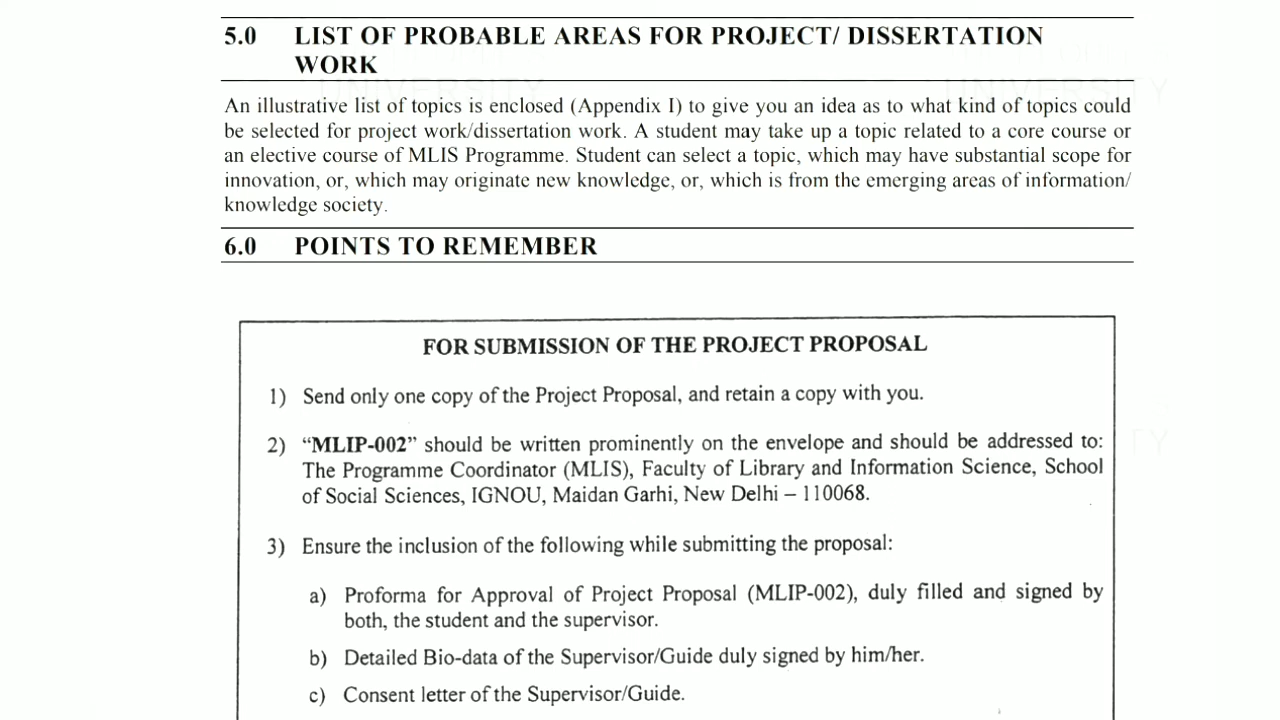 5.0 LIST OF PROBABLE AREAS FOR PROJECT/ DISSERTATION
WORK
An illustrative list of topics is enclosed (Appendix I) to give you an idea as to what kind of topics could
be selected for project work/dissertation work. A student may take up a topic related to a core course or
an elective course of MLIS Programme. Student can select a topic, which may have substantial scope for
innovation, or, which may originate new knowledge, or, which is from the emerging areas of information/
knowledge society.
6.0 POINTS TO REMEMBER
FOR SUBMISSION OF THE PROJECT PROPOSAL
1) Send only one copy of the Project Proposal, and retain a copy with you.
2) “MLIP-002” should be written prominently on the envelope and should be addressed to:
The Programme Coordinator (MLIS), Faculty of Library and Information Science, School
of Social Sciences, IGNOU, Maidan Garhi, New Delhi – 110068.
3) Ensure the inclusion of the following while submitting the proposal:
a) Proforma for Approval of Project Proposal (MLIP-002), duly filled and signed by
both, the student and the supervisor.
b) Detailed Bio-data of the Supervisor/Guide duly signed by him/her.
c) Consent letter of the Supervisor/Guide.